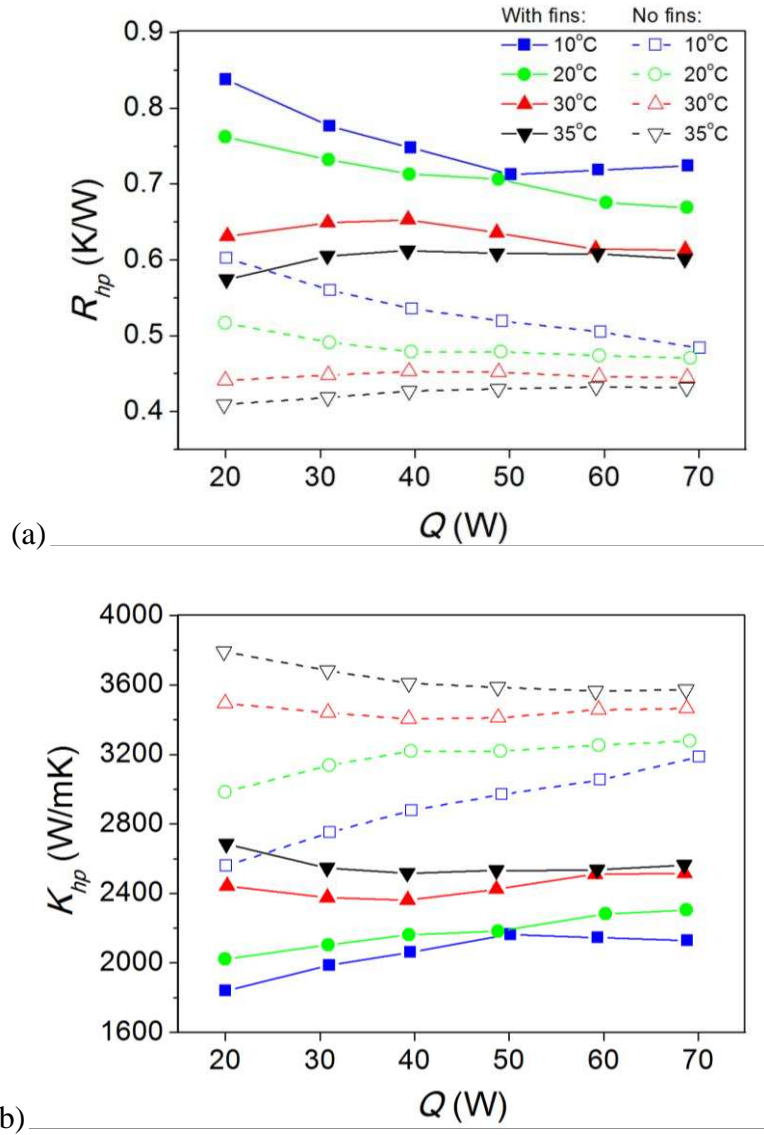 With fins: No fins:
10°C 10°C
20°C 20°C
30°C 30°C
35°C 35°C
0.9
0.8
0.7
0.6
0.5
0.4
R_hp (K/W)
20 30 40 50 60 70
Q (W)
(a)
4000
3600
3200
2800
2400
2000
1600
K_hp (W/mK)
20 30 40 50 60 70
Q (W)
b)